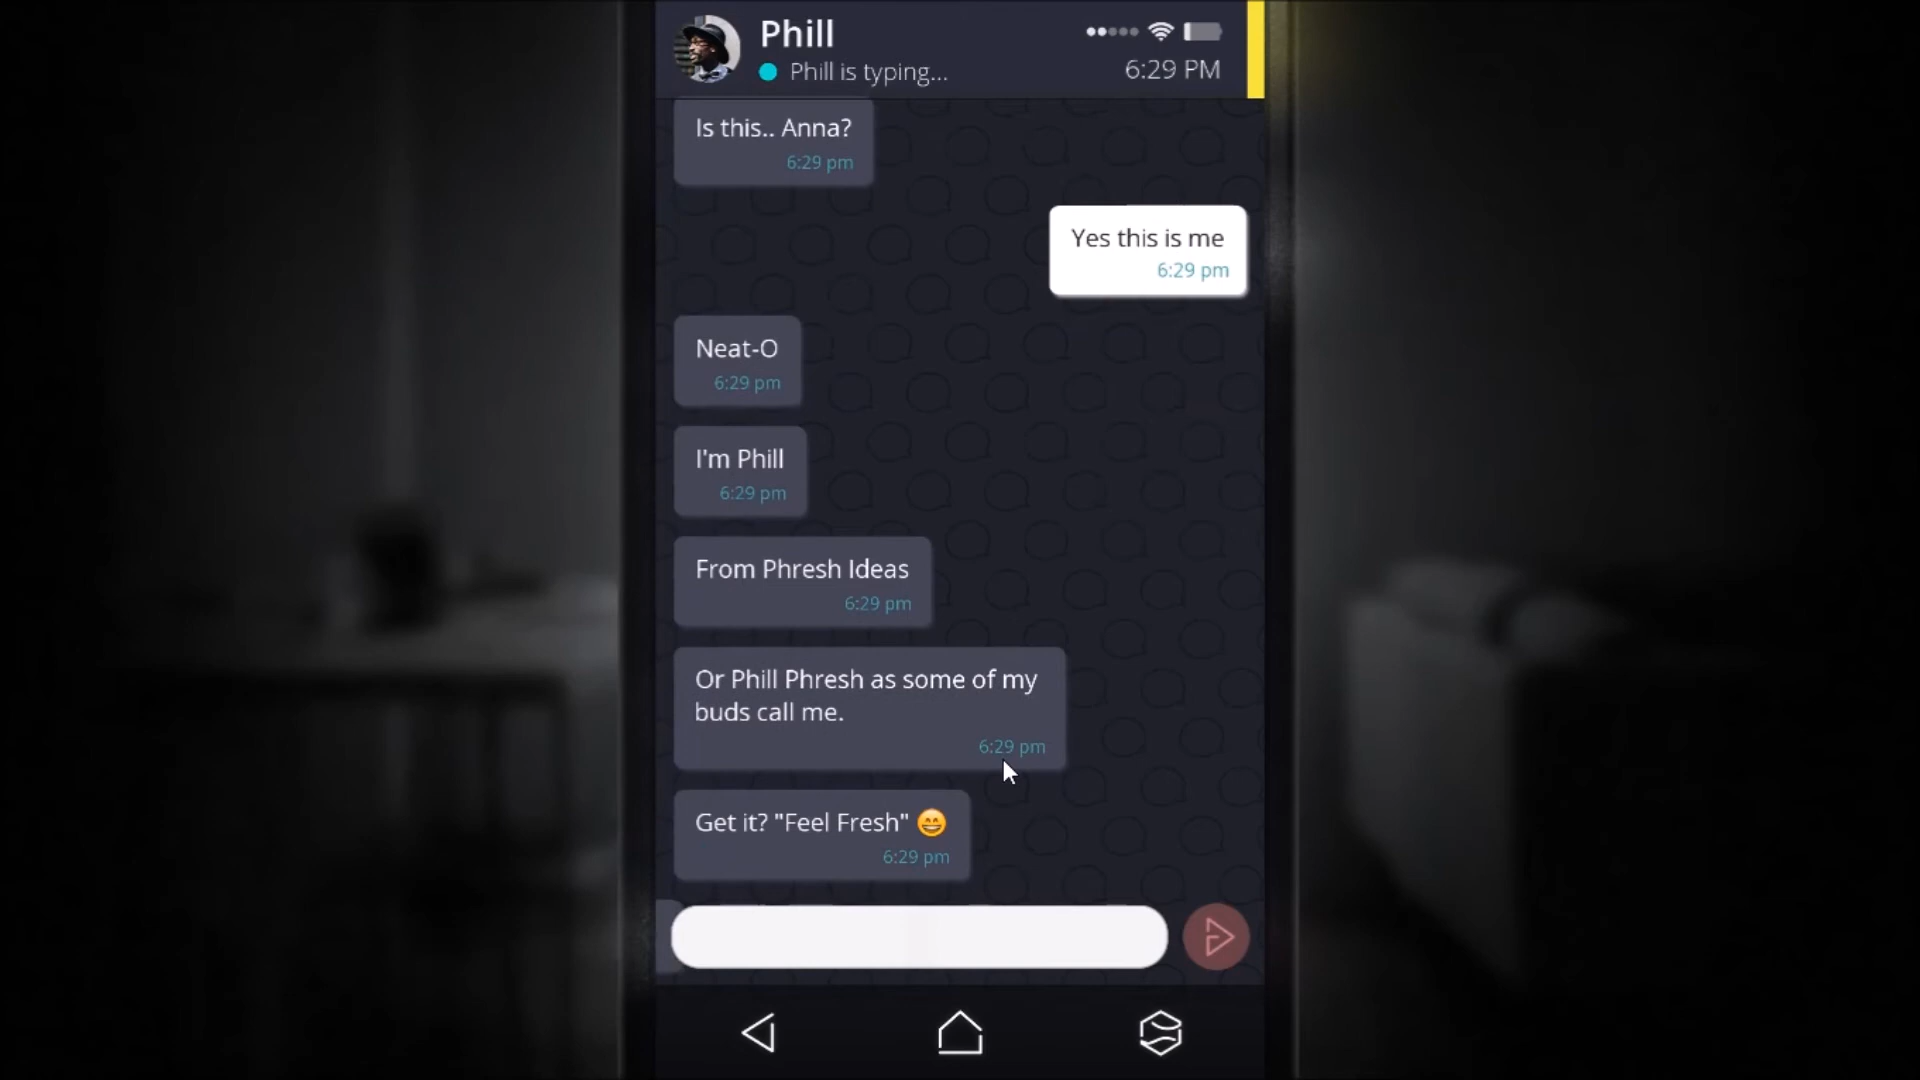 Phill
Phill is typing...
6:29 PM
Is this.. Anna?
6:29 pm
Yes this is me
6:29 pm
Neat-O
6:29 pm
I'm Phill
6:29 pm
From Phresh Ideas
6:29 pm
Or Phill Phresh as some of my
buds call me.
6:29 pm
Get it? "Feel Fresh" 😄
6:29 pm